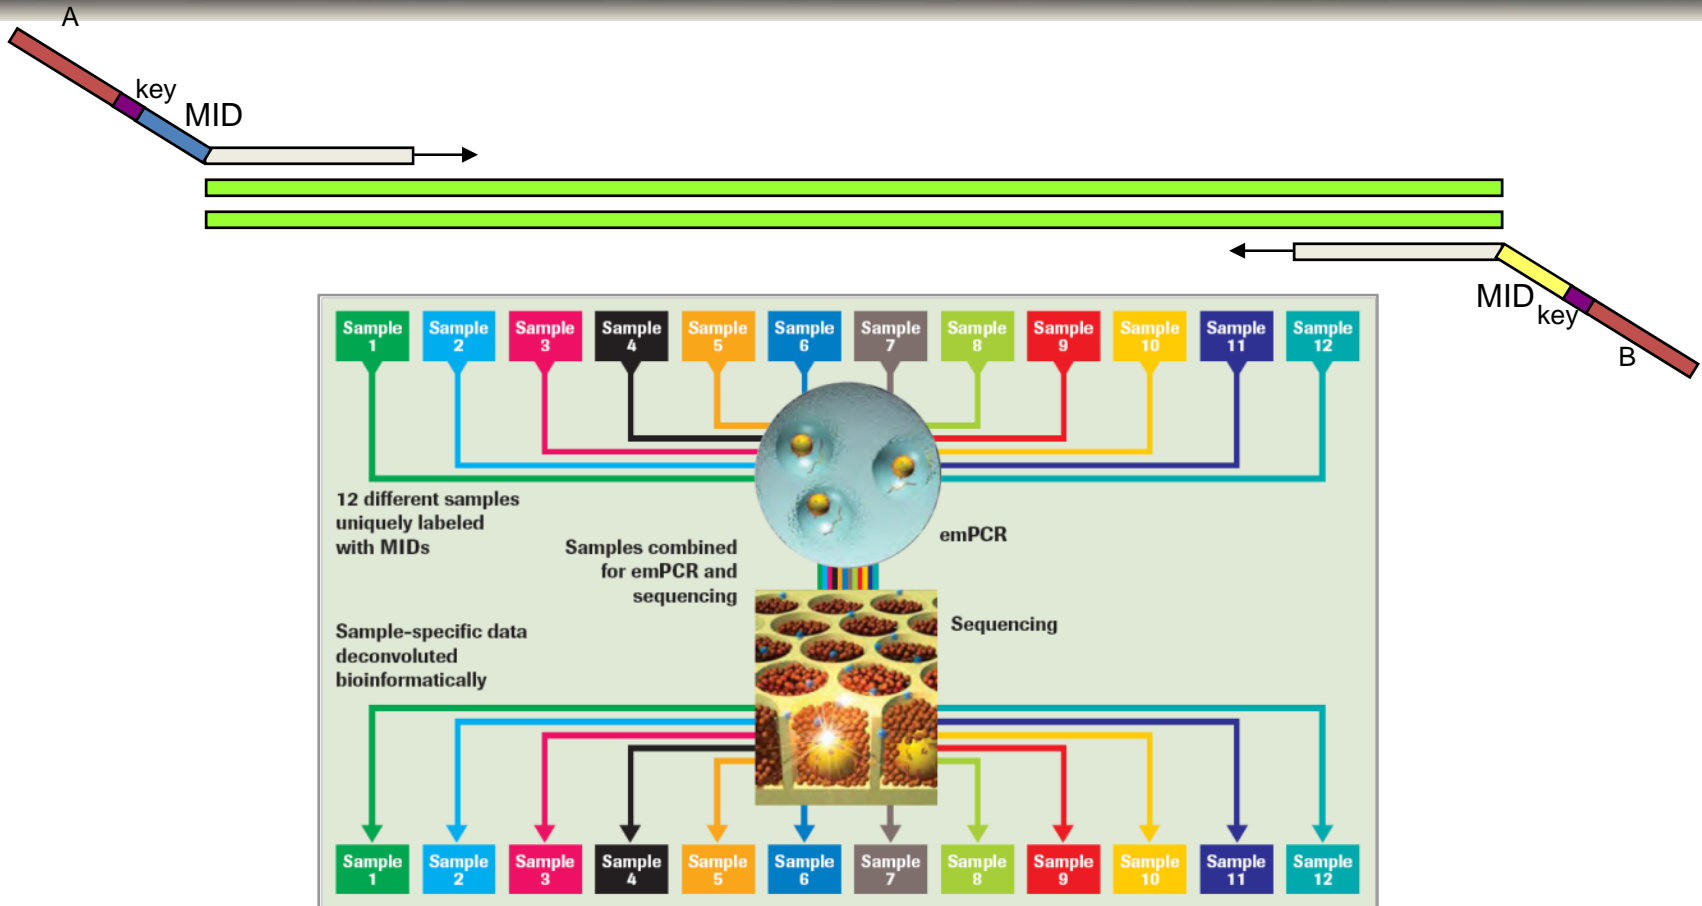 A
key
MID
MID
key
B
Sample
1
Sample
2
Sample
3
Sample
4
Sample
5
Sample
6
Sample
7
Sample
8
Sample
9
Sample
10
Sample
11
Sample
12
12 different samples
uniquely labeled
with MIDs
Samples combined
for emPCR and
sequencing
emPCR
Sequencing
Sample-specific data
deconvoluted
bioinformatically
Sample
1
Sample
2
Sample
3
Sample
4
Sample
5
Sample
6
Sample
7
Sample
8
Sample
9
Sample
10
Sample
11
Sample
12